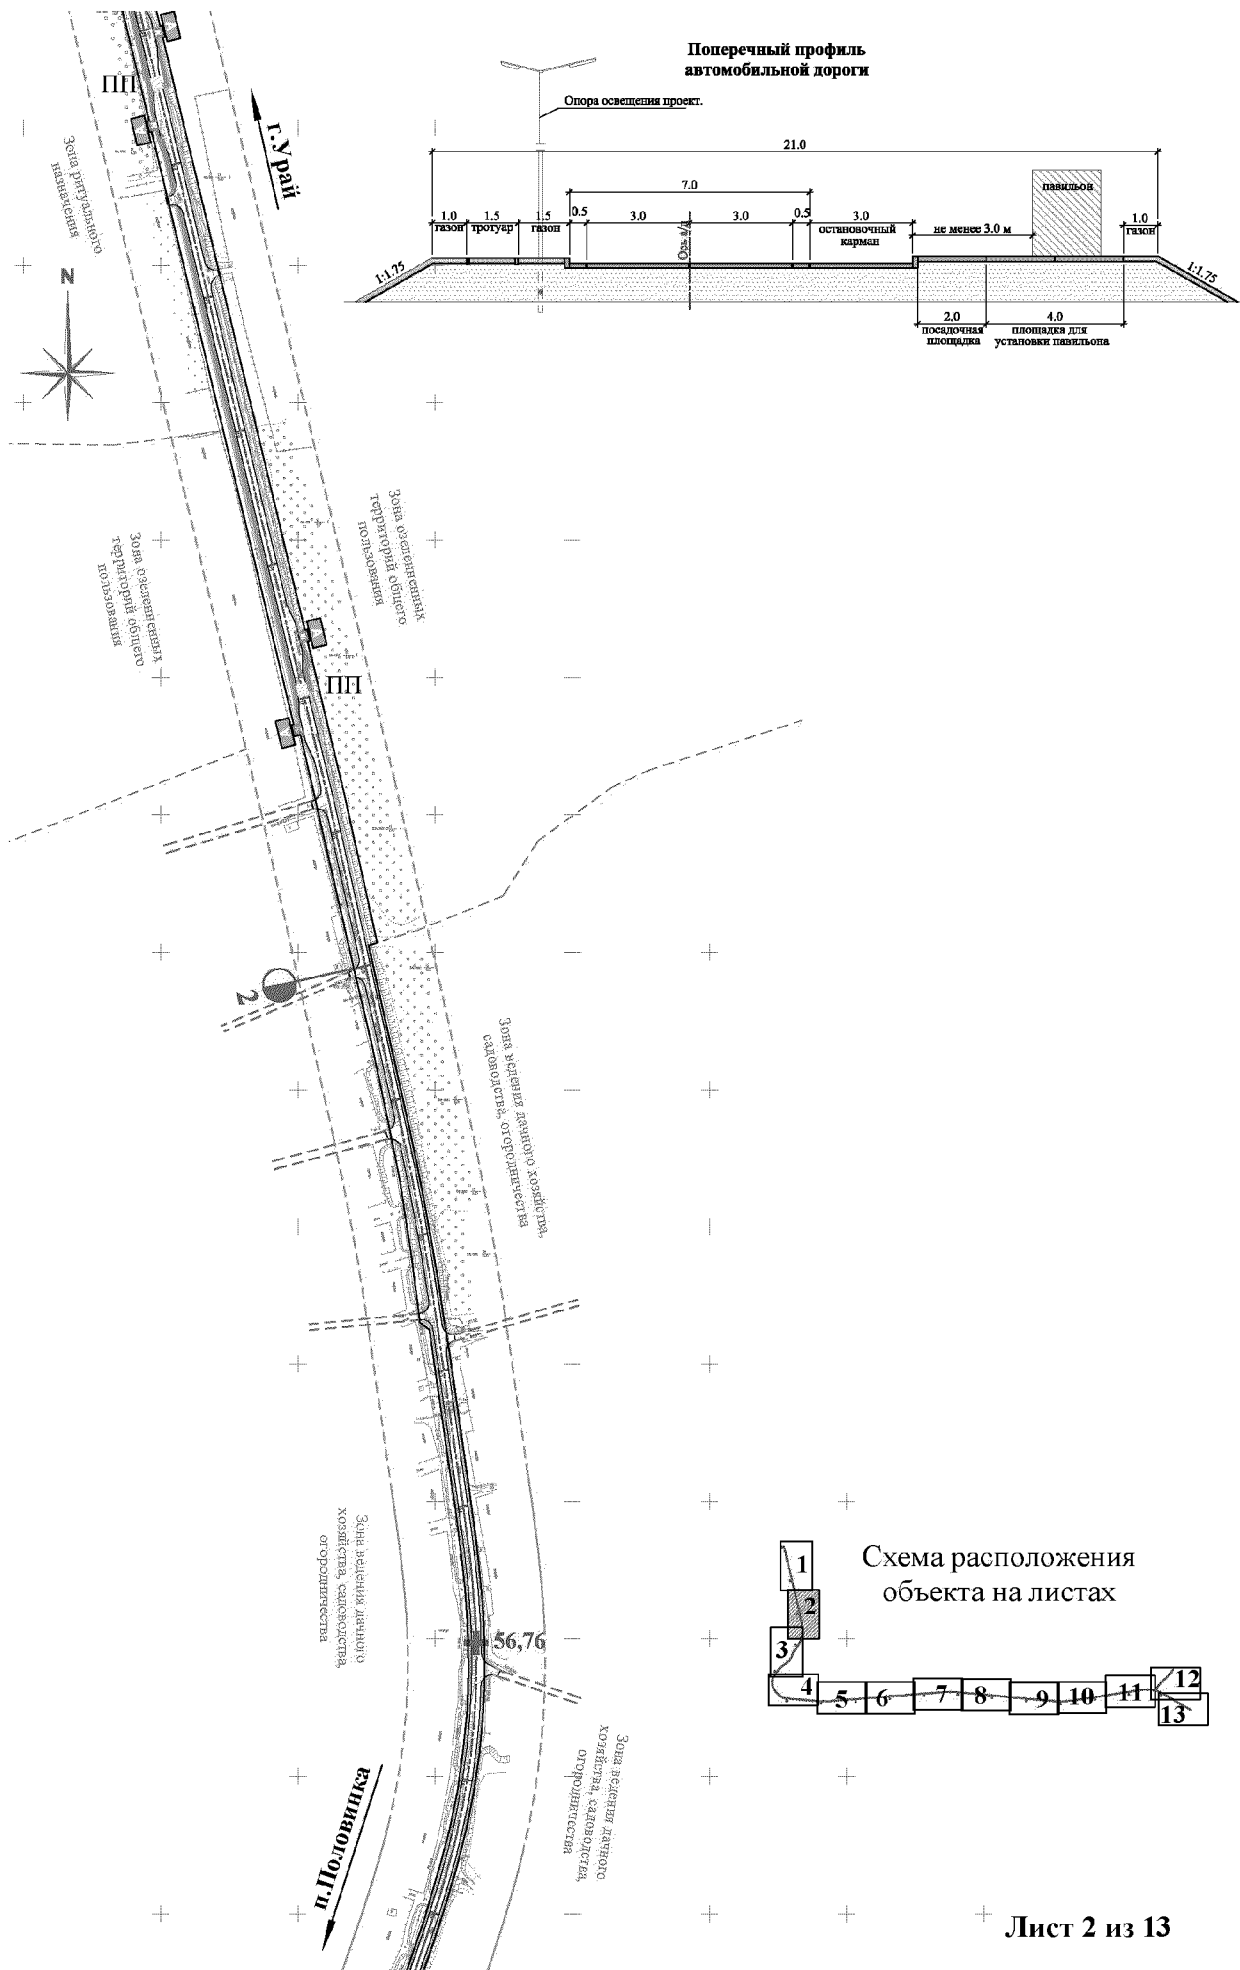 Поперечный профиль
автомобильной дороги
Опора освещения проект.
21.0
7.0
1.0
газон
1.5
тротуар
1.5
газон
0.5
3.0
Ось а/д
3.0
0.5
3.0
остановочный
карман
не менее 3.0 м
павильон
1.0
газон
1:1.75
1:1.75
2.0
посадочная
площадка
4.0
площадка для
установки павильона
ПП
г.Урай
Зона ритуального
назначения
N
Зона озелененных
территорий общего
пользования
Зона озелененных
территорий общего
пользования
ПП
2
Зона ведения дачного хозяйства,
садоводства, огородничества
Зона ведения дачного
хозяйства, садоводства,
огородничества
56,76
Зона ведения дачного
хозяйства, садоводства,
огородничества
п.Половинка
Схема расположения
объекта на листах
1
2
3
4
5
6
7
8
9
10
11
12
13
Лист 2 из 13